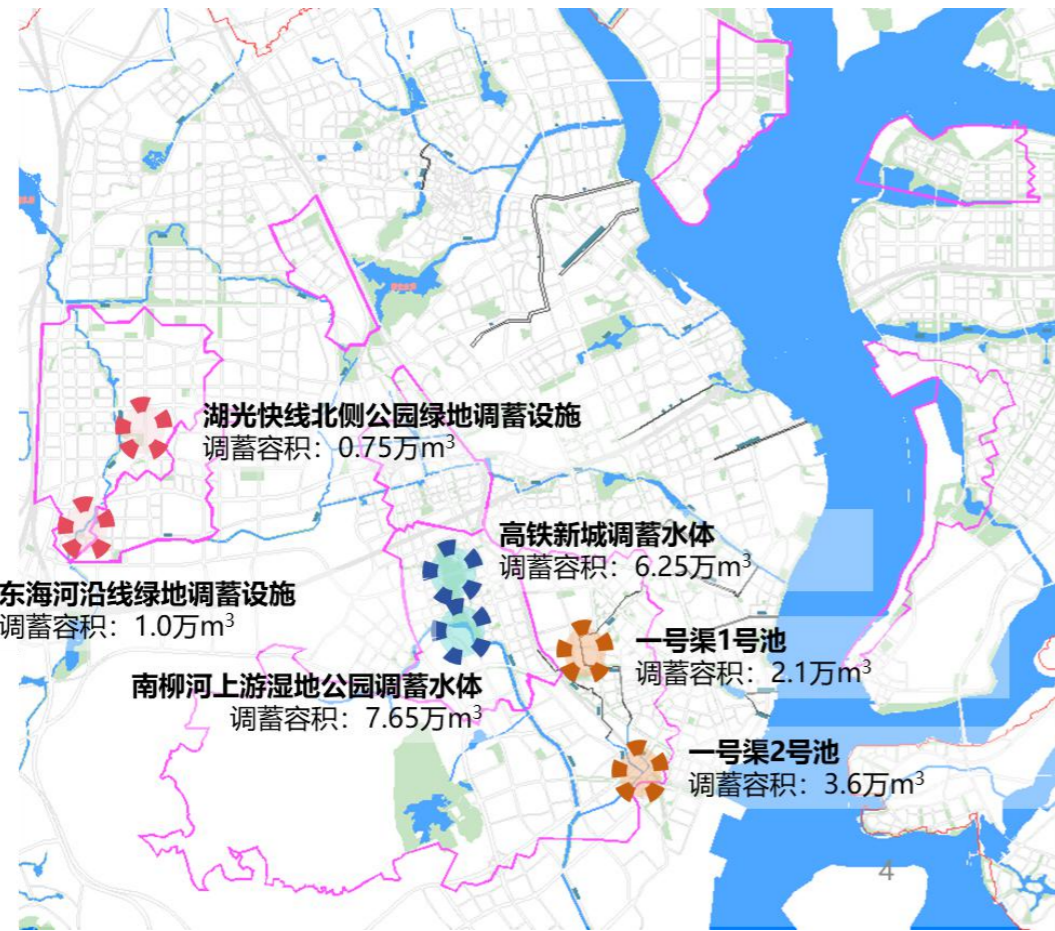 湖光快线北侧公园绿地调蓄设施
调蓄容积：0.75万m³
高铁新城调蓄水体
调蓄容积：6.25万m³
东海河沿线绿地调蓄设施
调蓄容积：1.0万m³
一号渠1号池
调蓄容积：2.1万m³
南柳河上游湿地公园调蓄水体
调蓄容积：7.65万m³
一号渠2号池
调蓄容积：3.6万m³
4